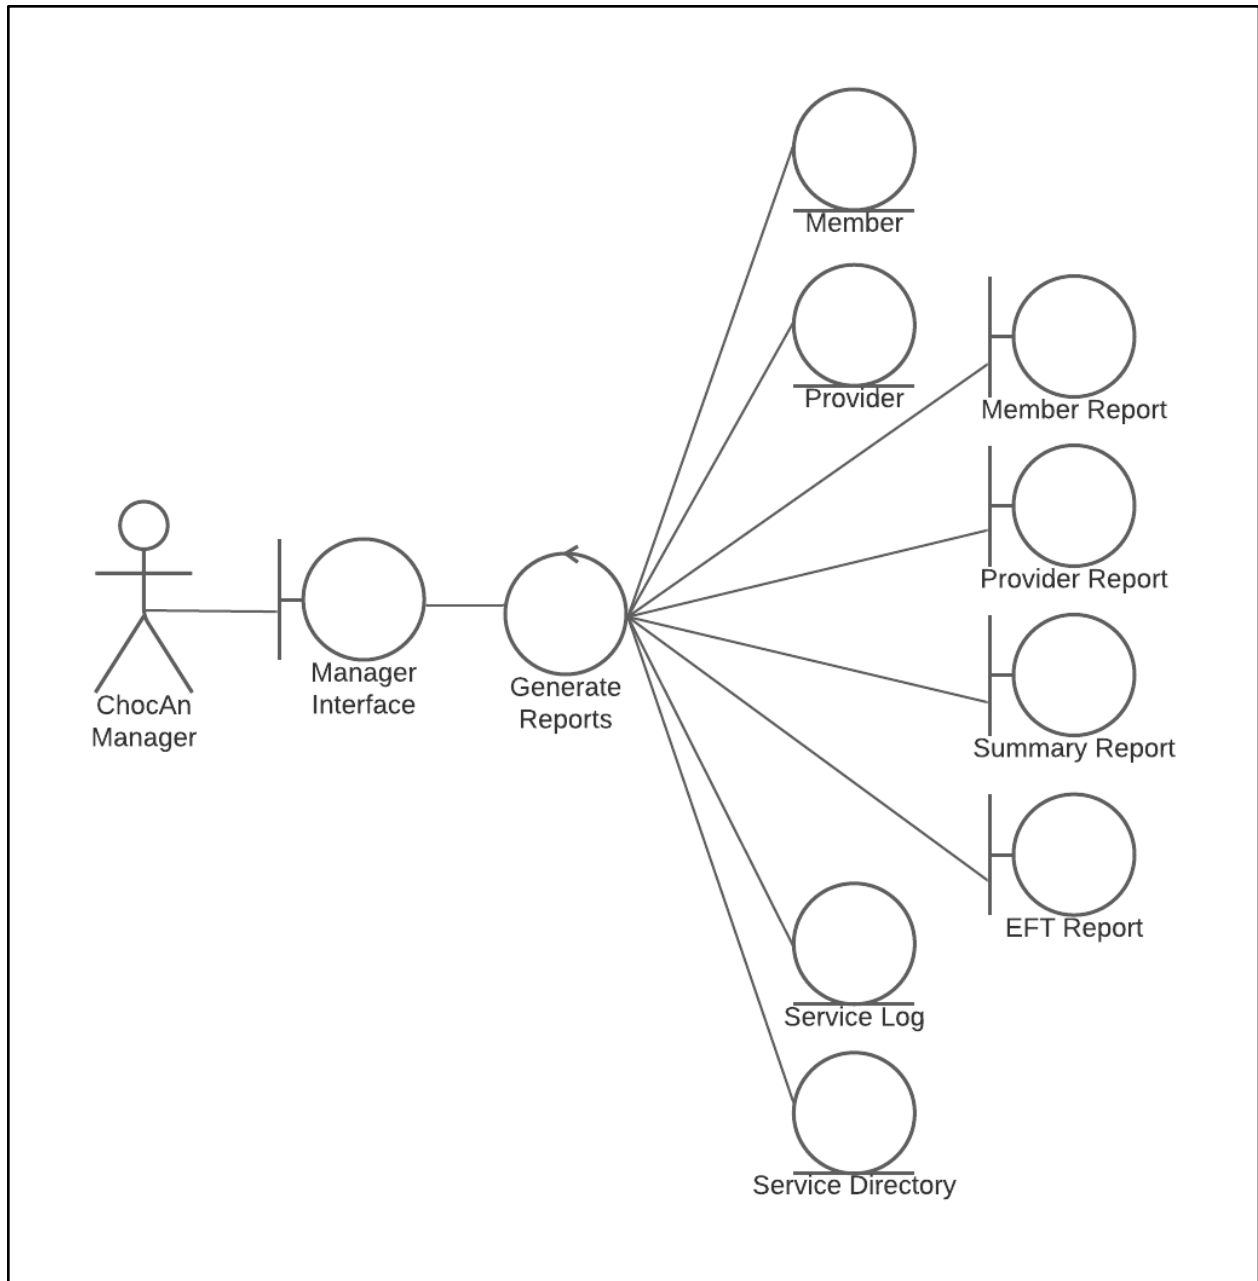 Member
Provider
Member Report
Provider Report
ChocAn
Manager
Manager
Interface
Generate
Reports
Summary Report
EFT Report
Service Log
Service Directory